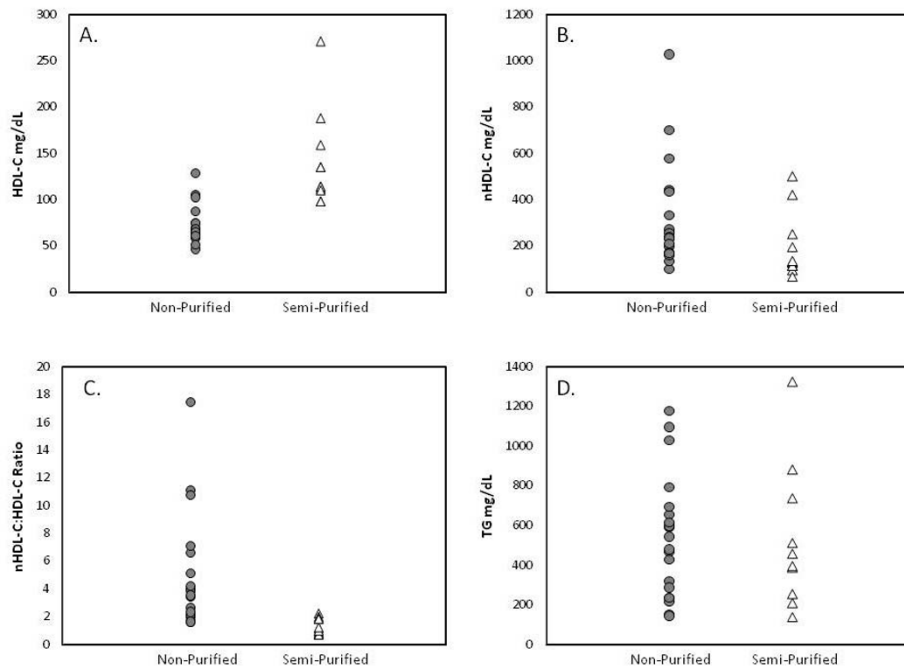 A.
HDL-C mg/dL
300
250
200
150
100
50
0
Non-Purified Semi-Purified
B.
nHDL-C mg/dL
1200
1000
800
600
400
200
0
Non-Purified Semi-Purified
C.
nHDL-C:HDL-C Ratio
20
18
16
14
12
10
8
6
4
2
0
Non-Purified Semi-Purified
D.
TG mg/dL
1400
1200
1000
800
600
400
200
0
Non-Purified Semi-Purified